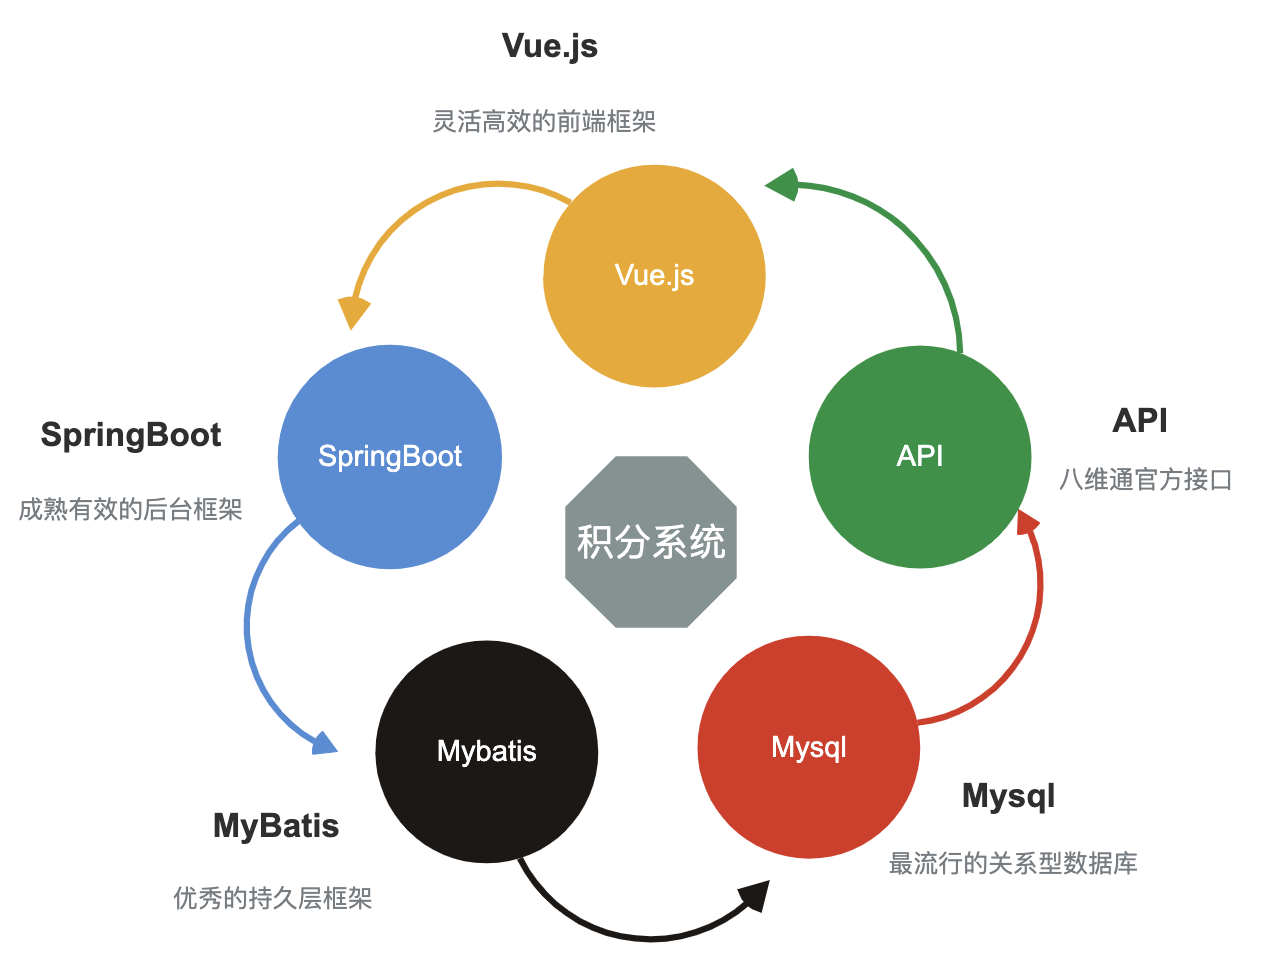 Vue.js
灵活高效的前端框架
Vue.js
SpringBoot
成熟有效的后台框架
SpringBoot
API
API
八维通官方接口
积分系统
Mybatis
MyBatis
优秀的持久层框架
Mysql
Mysql
最流行的关系型数据库